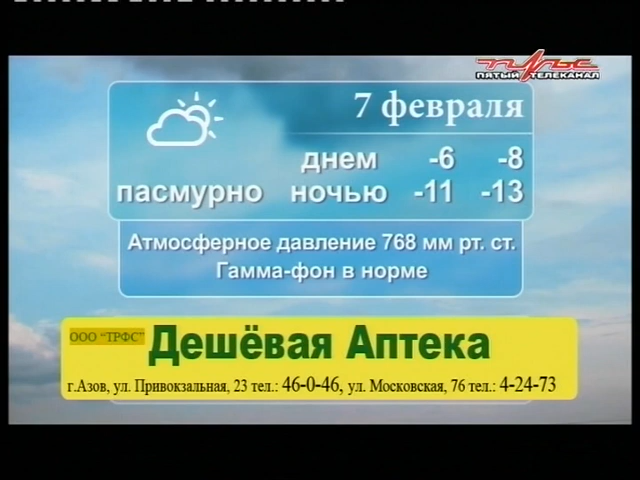 ПУЛЬС
ПЯТЫЙ ТЕЛЕКАНАЛ
7 февраля
днем -6 -8
пасмурно ночью -11 -13
Атмосферное давление 768 мм рт. ст.
Гамма-фон в норме
ООО "ТРФС" Дешёвая Аптека
г.Азов, ул. Привокзальная, 23 тел.: 46-0-46, ул. Московская, 76 тел.: 4-24-73